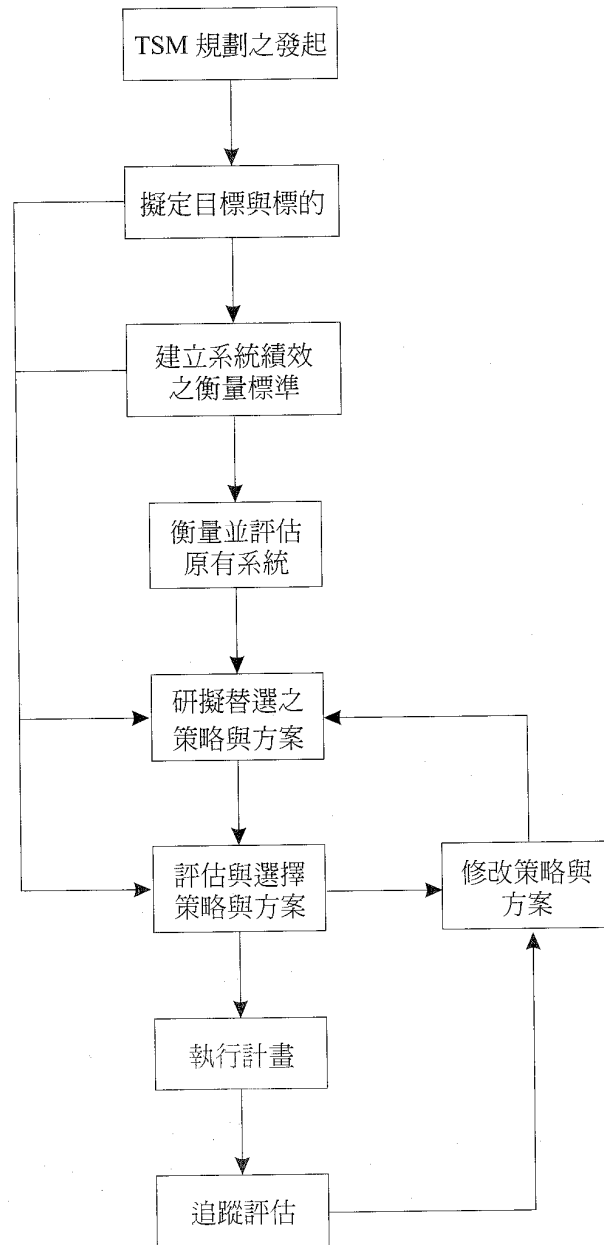 TSM 規劃之發起
擬定目標與標的
建立系統績效
之衡量標準
衡量並評估
原有系統
研擬替選之
策略與方案
評估與選擇
策略與方案
修改策略與
方案
執行計畫
追蹤評估